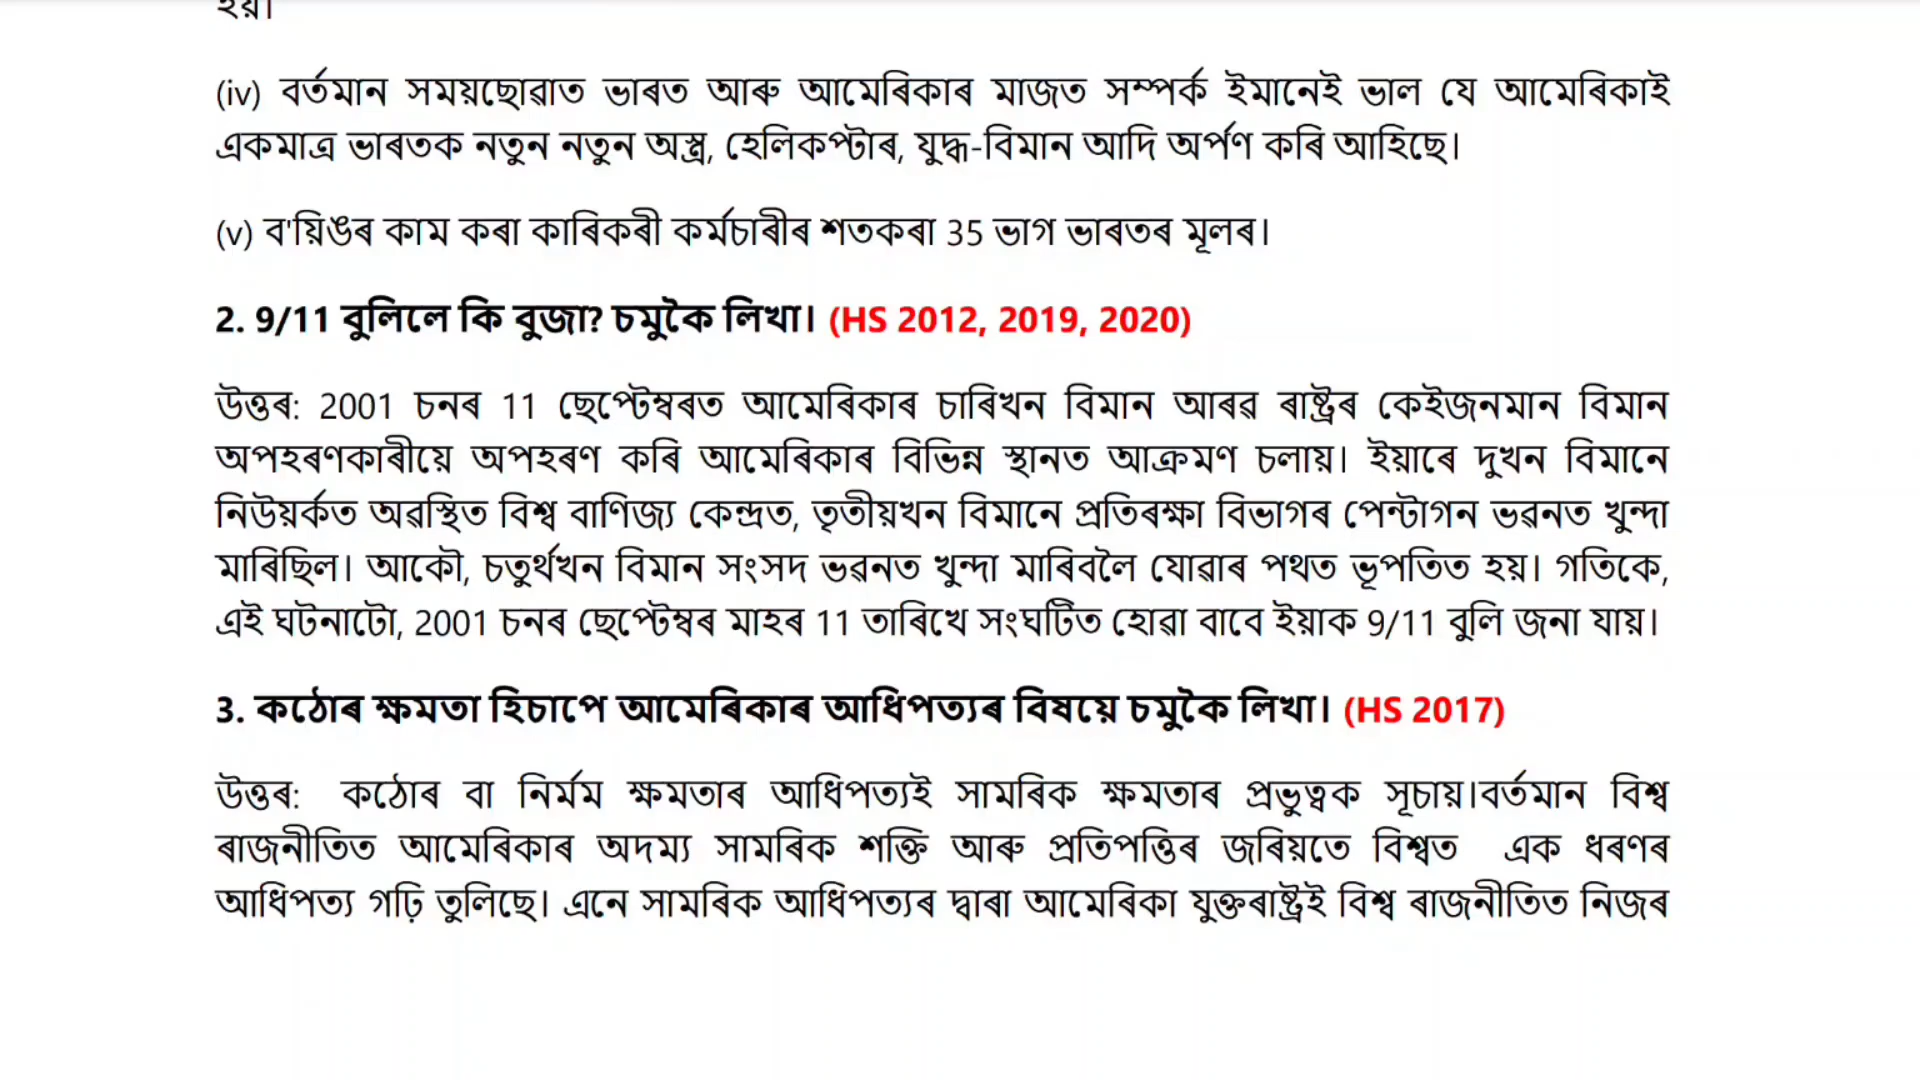 হয়।
(iv) বৰ্তমান সময়ছোৱাত ভাৰত আৰু আমেৰিকাৰ মাজত সম্পৰ্ক ইমানেই ভাল যে আমেৰিকাই
একমাত্ৰ ভাৰতক নতুন নতুন অস্ত্ৰ, হেলিকপ্টাৰ, যুদ্ধ-বিমান আদি অৰ্পণ কৰি আহিছে।
(v) ব'য়িঙৰ কাম কৰা কাৰিকৰী কৰ্মচাৰীৰ শতকৰা 35 ভাগ ভাৰতৰ মূলৰ।
2. 9/11 বুলিলে কি বুজা? চমুকৈ লিখা। (HS 2012, 2019, 2020)
উত্তৰ: 2001 চনৰ 11 ছেপ্টেম্বৰত আমেৰিকাৰ চাৰিখন বিমান আৰৱ ৰাষ্ট্ৰৰ কেইজনমান বিমান
অপহৰণকাৰীয়ে অপহৰণ কৰি আমেৰিকাৰ বিভিন্ন স্থানত আক্ৰমণ চলায়। ইয়াৰে দুখন বিমানে
নিউয়ৰ্কত অৱস্থিত বিশ্ব বাণিজ্য কেন্দ্ৰত, তৃতীয়খন বিমানে প্ৰতিৰক্ষা বিভাগৰ পেন্টাগন ভৱনত খুন্দা
মাৰিছিল। আকৌ, চতুৰ্থখন বিমান সংসদ ভৱনত খুন্দা মাৰিবলৈ যোৱাৰ পথত ভূপতিত হয়। গতিকে,
এই ঘটনাটো, 2001 চনৰ ছেপ্টেম্বৰ মাহৰ 11 তাৰিখে সংঘটিত হোৱা বাবে ইয়াক 9/11 বুলি জনা যায়।
3. কঠোৰ ক্ষমতা হিচাপে আমেৰিকাৰ আধিপত্যৰ বিষয়ে চমুকৈ লিখা। (HS 2017)
উত্তৰ: কঠোৰ বা নিৰ্মম ক্ষমতাৰ আধিপত্যই সামৰিক ক্ষমতাৰ প্ৰভুত্বক সূচায়।বৰ্তমান বিশ্ব
ৰাজনীতিত আমেৰিকাৰ অদম্য সামৰিক শক্তি আৰু প্ৰতিপত্তিৰ জৰিয়তে বিশ্বত এক ধৰণৰ
আধিপত্য গঢ়ি তুলিছে। এনে সামৰিক আধিপত্যৰ দ্বাৰা আমেৰিকা যুক্তৰাষ্ট্ৰই বিশ্ব ৰাজনীতিত নিজৰ